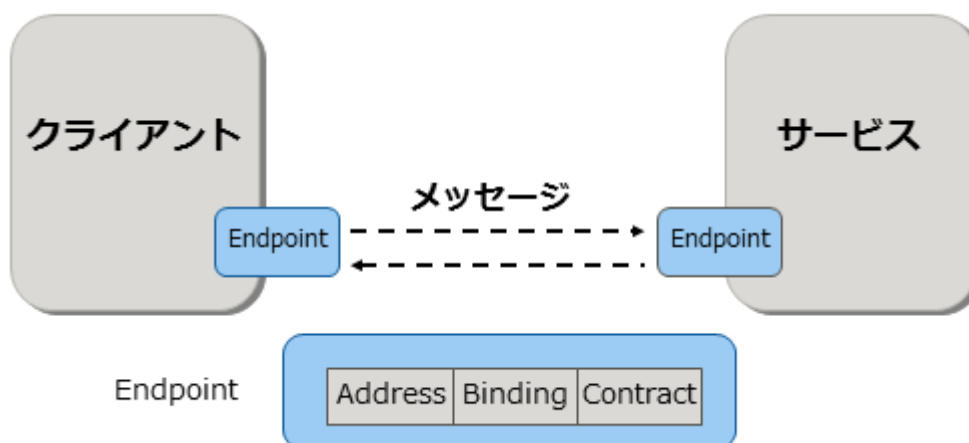 クライアント
サービス
メッセージ
Endpoint
Endpoint
Endpoint
Address Binding Contract